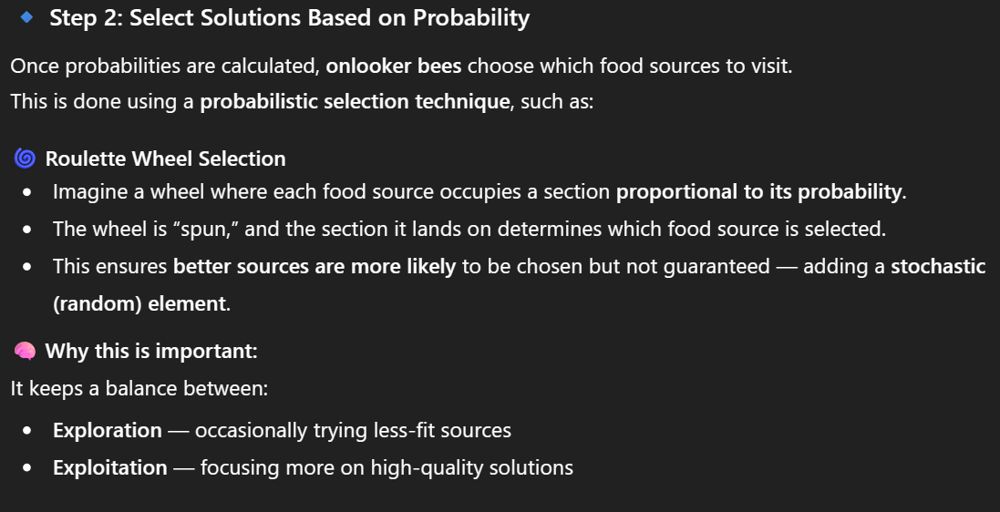 🔹 Step 2: Select Solutions Based on Probability
Once probabilities are calculated, onlooker bees choose which food sources to visit.
This is done using a probabilistic selection technique, such as:
🌀 Roulette Wheel Selection
• Imagine a wheel where each food source occupies a section proportional to its probability.
• The wheel is “spun,” and the section it lands on determines which food source is selected.
• This ensures better sources are more likely to be chosen but not guaranteed — adding a stochastic
(random) element.
🧠 Why this is important:
It keeps a balance between:
• Exploration — occasionally trying less-fit sources
• Exploitation — focusing more on high-quality solutions